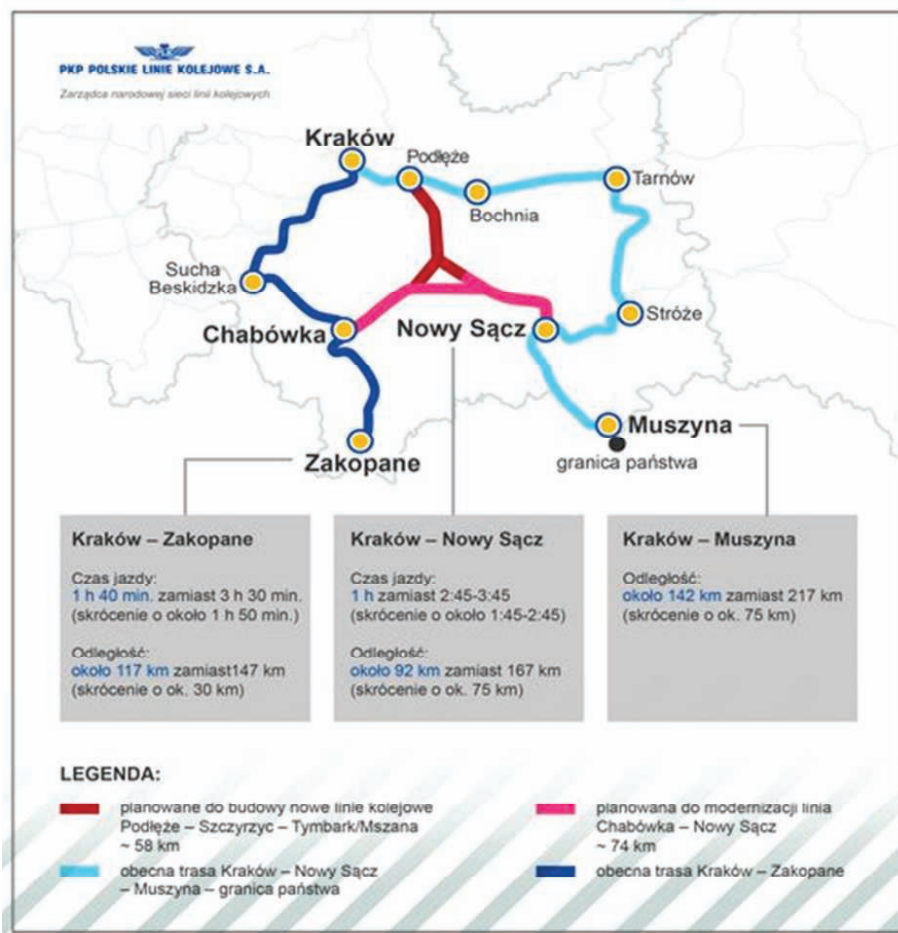 PLK
PKP POLSKIE LINIE KOLEJOWE S.A.
Zarządca narodowej sieci linii kolejowych
Kraków
Podłęże
Tarnów
Bochnia
Sucha
Beskidzka
Chabówka
Nowy Sącz
Stróże
Muszyna
granica państwa
Zakopane
Kraków – Zakopane
Czas jazdy:
1 h 40 min. zamiast 3 h 30 min.
(skrócenie o około 1 h 50 min.)
Odległość:
około 117 km zamiast147 km
(skrócenie o ok. 30 km)
Kraków – Nowy Sącz
Czas jazdy:
1 h zamiast 2:45-3:45
(skrócenie o około 1:45-2:45)
Odległość:
około 92 km zamiast 167 km
(skrócenie o ok. 75 km)
Kraków – Muszyna
Odległość:
około 142 km zamiast 217 km
(skrócenie o ok. 75 km)
LEGENDA:
planowane do budowy nowe linie kolejowe
Podłęże – Szczyrzyc – Tymbark/Mszana
~ 58 km
obecna trasa Kraków – Nowy Sącz
– Muszyna – granica państwa
planowana do modernizacji linia
Chabówka – Nowy Sącz
~ 74 km
obecna trasa Kraków – Zakopane